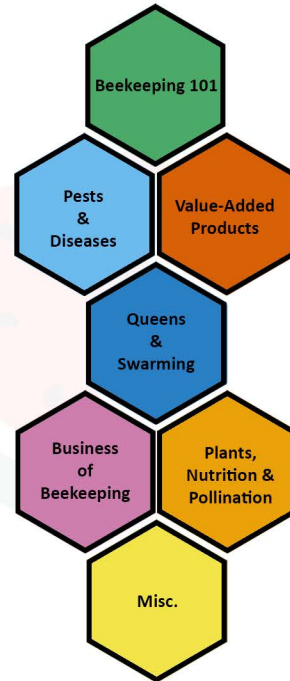 Beekeeping 101
Pests
&
Diseases
Value-Added
Products
Queens
&
Swarming
Business
of
Beekeeping
Plants,
Nutrition &
Pollination
Misc.